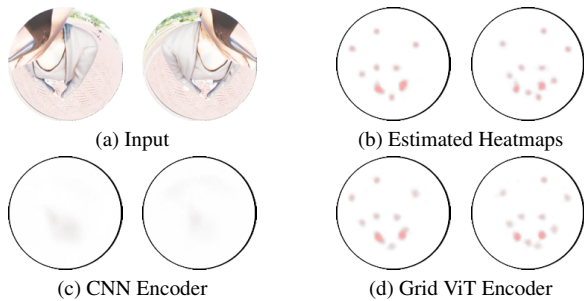 (a) Input
(b) Estimated Heatmaps
(c) CNN Encoder
(d) Grid ViT Encoder